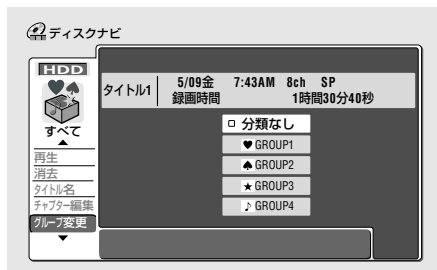 ディスクナビ
HDD
すべて
再生
消去
タイトル名
チャプター編集
グループ変更
タイトル1 5/09金 7:43AM 8ch SP
録画時間 1時間30分40秒
分類なし
♥ GROUP1
♠ GROUP2
★ GROUP3
♪ GROUP4